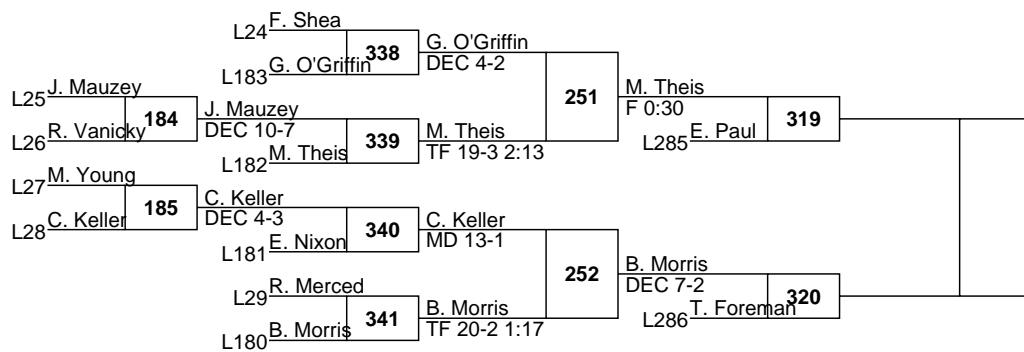 L24 F. Shea
338
L183 G. O'Griffin
G. O'Griffin
DEC 4-2
L25 J. Mauzey
184
L26 R. Vanicky
J. Mauzey
DEC 10-7
339
L182 M. Theis
M. Theis
TF 19-3 2:13
251
M. Theis
F 0:30
L285 E. Paul
319
L27 M. Young
185
L28 C. Keller
C. Keller
DEC 4-3
340
L181 E. Nixon
C. Keller
MD 13-1
L29 R. Merced
341
L180 B. Morris
B. Morris
TF 20-2 1:17
252
B. Morris
DEC 7-2
L286 T. Foreman
320